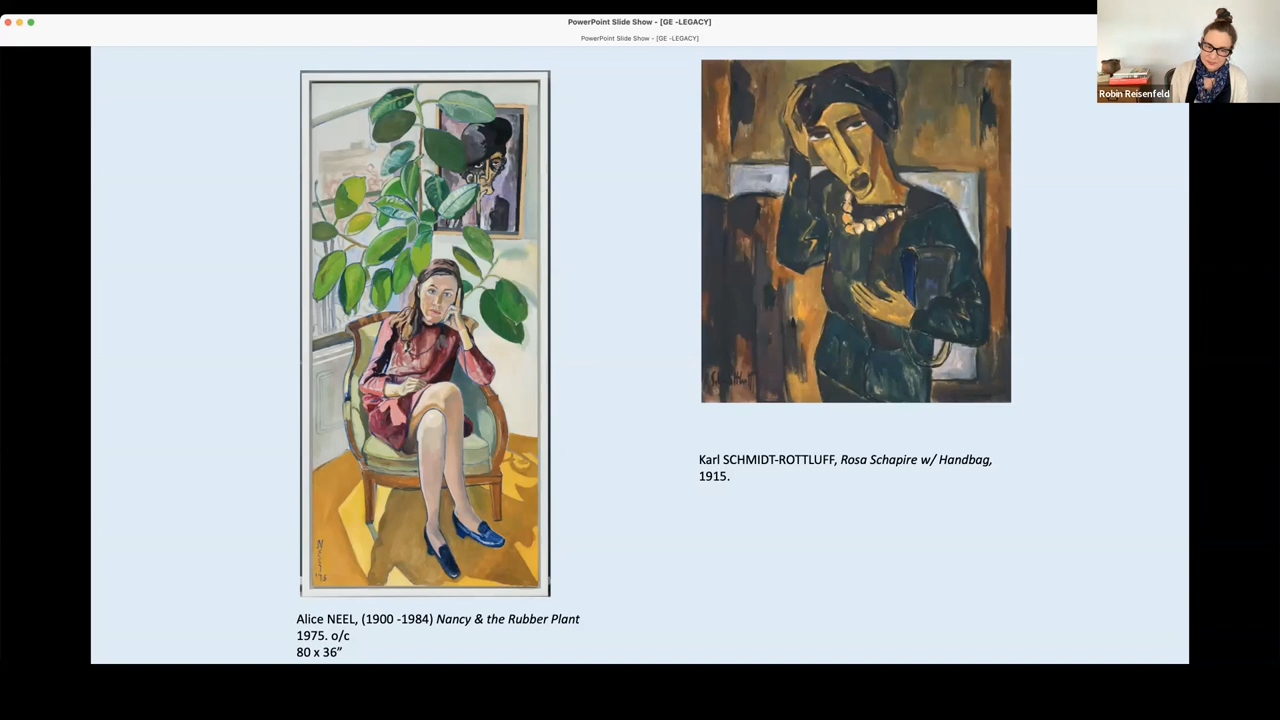 PowerPoint Slide Show - [GE -LEGACY]
PowerPoint Slide Show - [GE -LEGACY]
Robin Reisenfeld
Karl SCHMIDT-ROTTLUFF, Rosa Schapire w/ Handbag,
1915.
Alice NEEL, (1900 -1984) Nancy & the Rubber Plant
1975. o/c
80 x 36”
'75